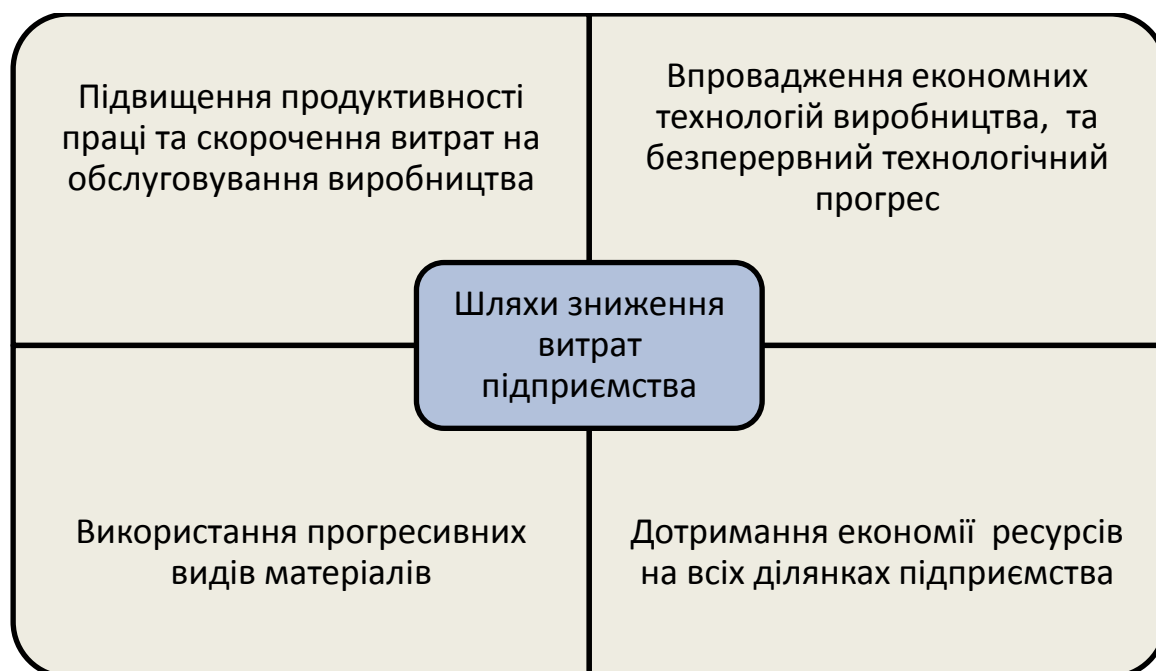 Підвищення продуктивності
праці та скорочення витрат на
обслуговування виробництва
Впровадження економних
технологій виробництва,  та
безперервний технологічний
прогрес
Шляхи зниження
витрат
підприємства
Використання прогресивних
видів матеріалів
Дотримання економії  ресурсів
на всіх ділянках підприємства